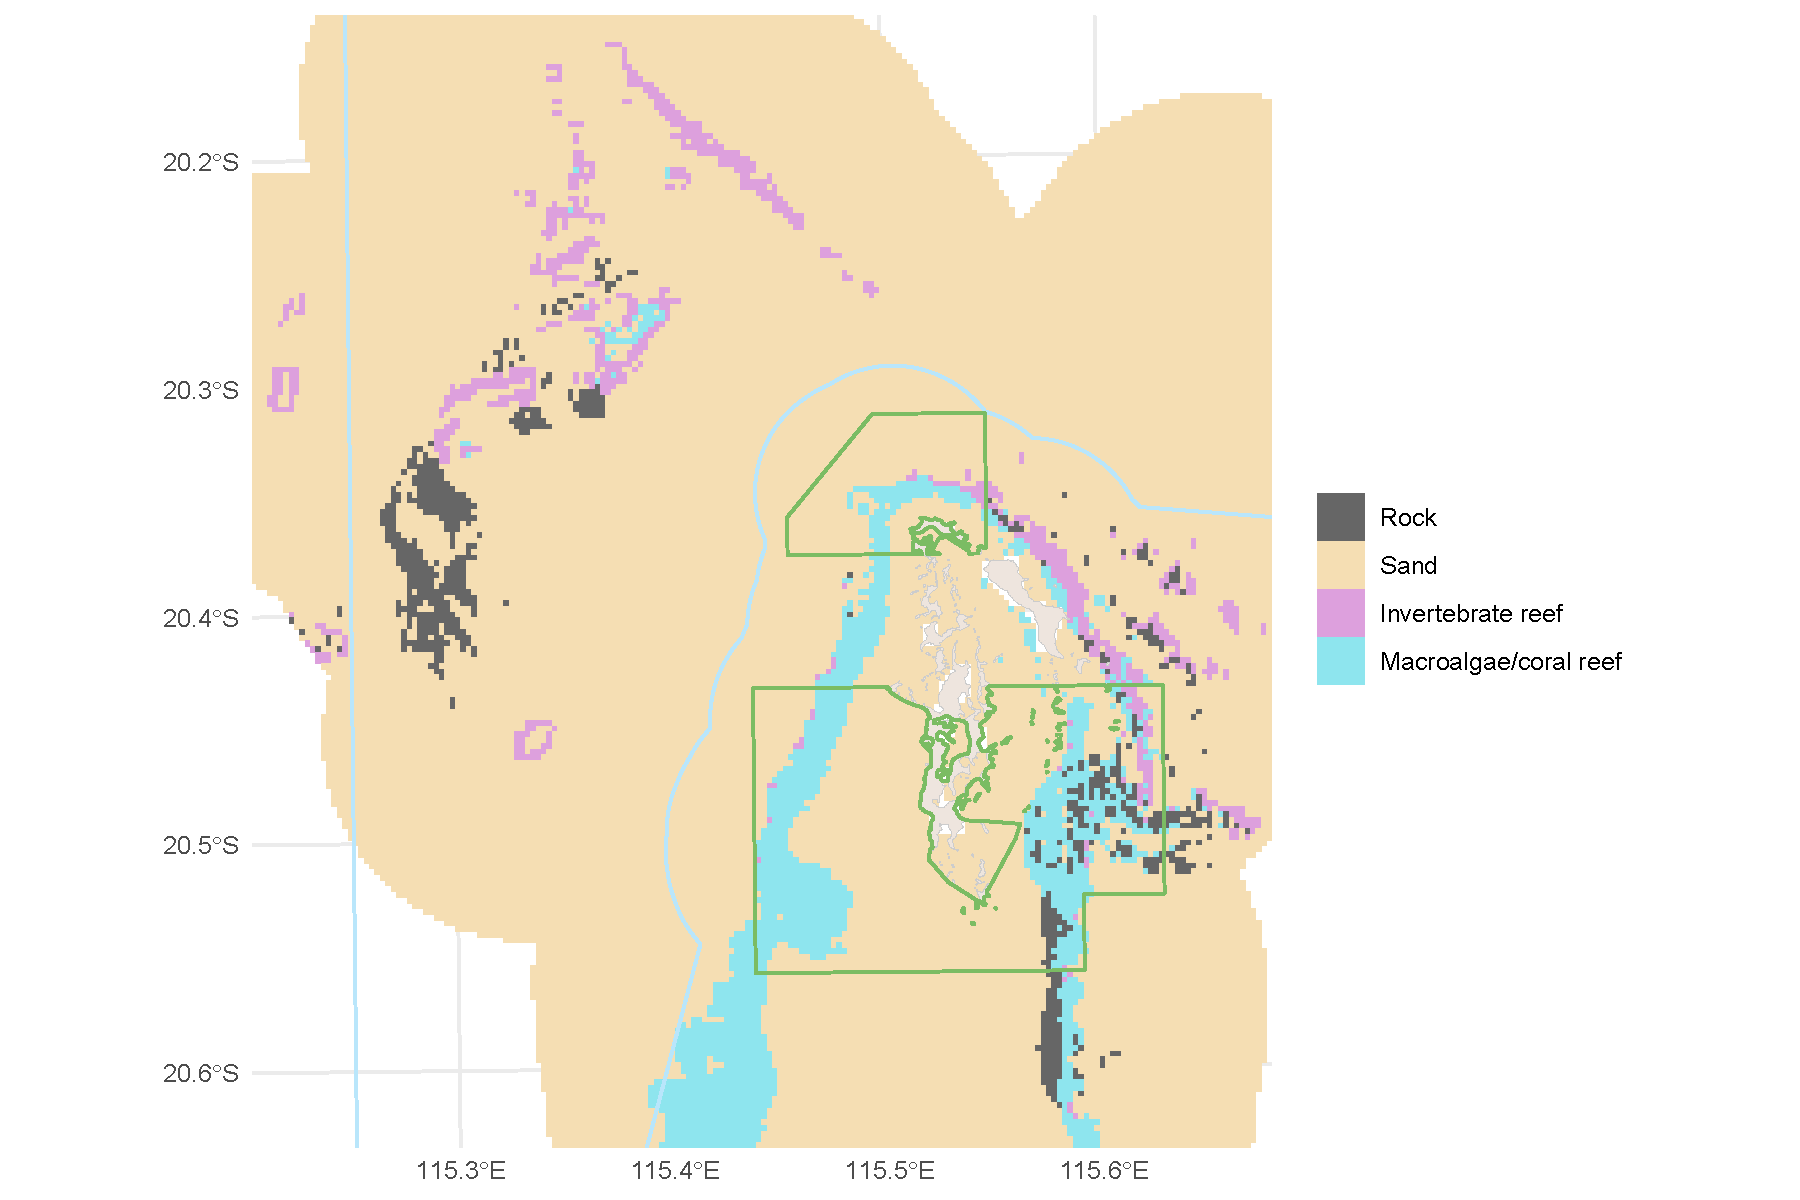 20.2°S
20.3°S
20.4°S
20.5°S
20.6°S
115.3°E
115.4°E
115.5°E
115.6°E
Rock
Sand
Invertebrate reef
Macroalgae/coral reef